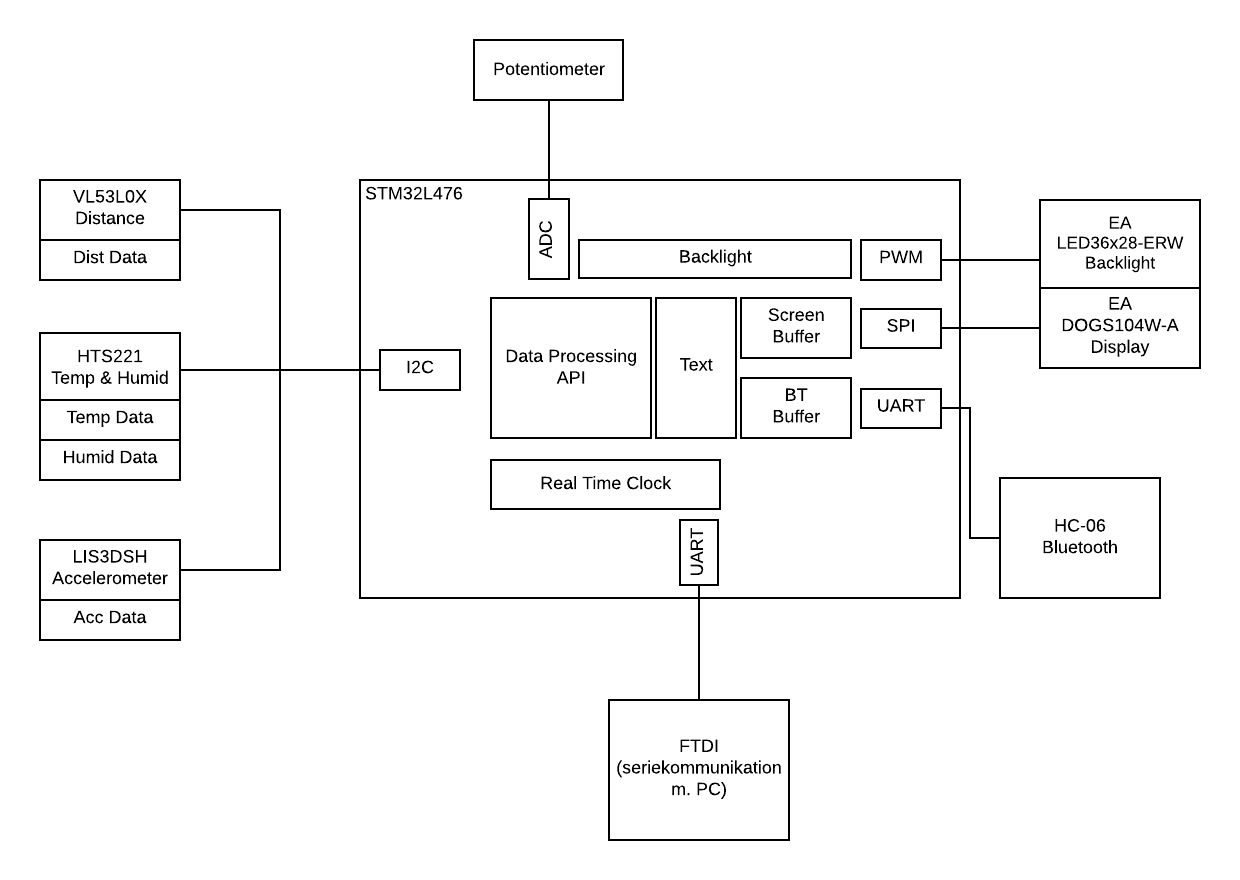 Potentiometer
STM32L476
VL53L0X
Distance
Dist Data
HTS221
Temp & Humid
Temp Data
Humid Data
LIS3DSH
Accelerometer
Acc Data
I2C
ADC
Backlight
PWM
Data Processing
API
Text
Screen
Buffer
SPI
BT
Buffer
UART
Real Time Clock
UART
EA
LED36x28-ERW
Backlight
EA
DOGS104W-A
Display
HC-06
Bluetooth
FTDI
(seriekommunikation
m. PC)